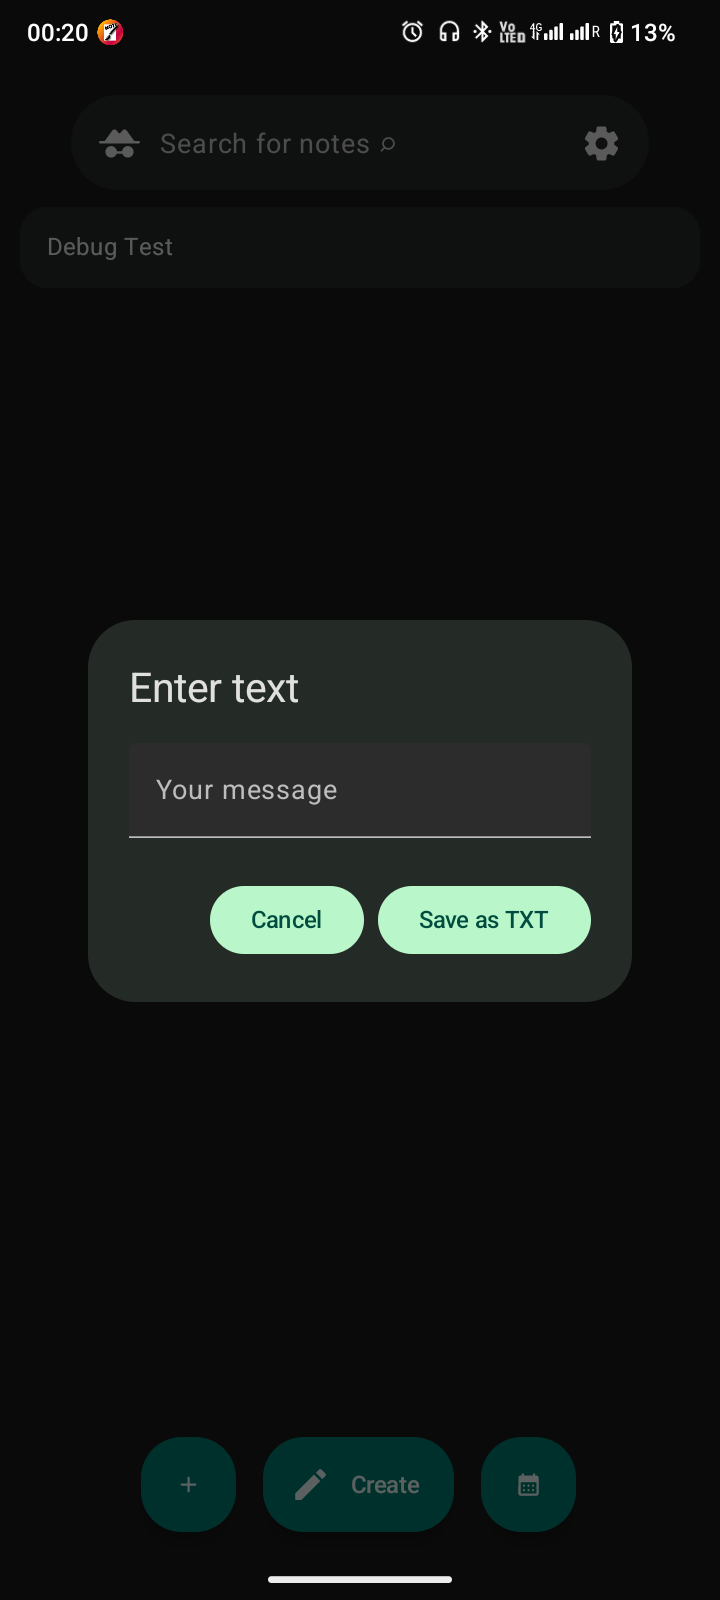 00:20
Vo LTE
4G
R
13%
Search for notes
Debug Test
Enter text
Your message
Cancel
Save as TXT
+
Create